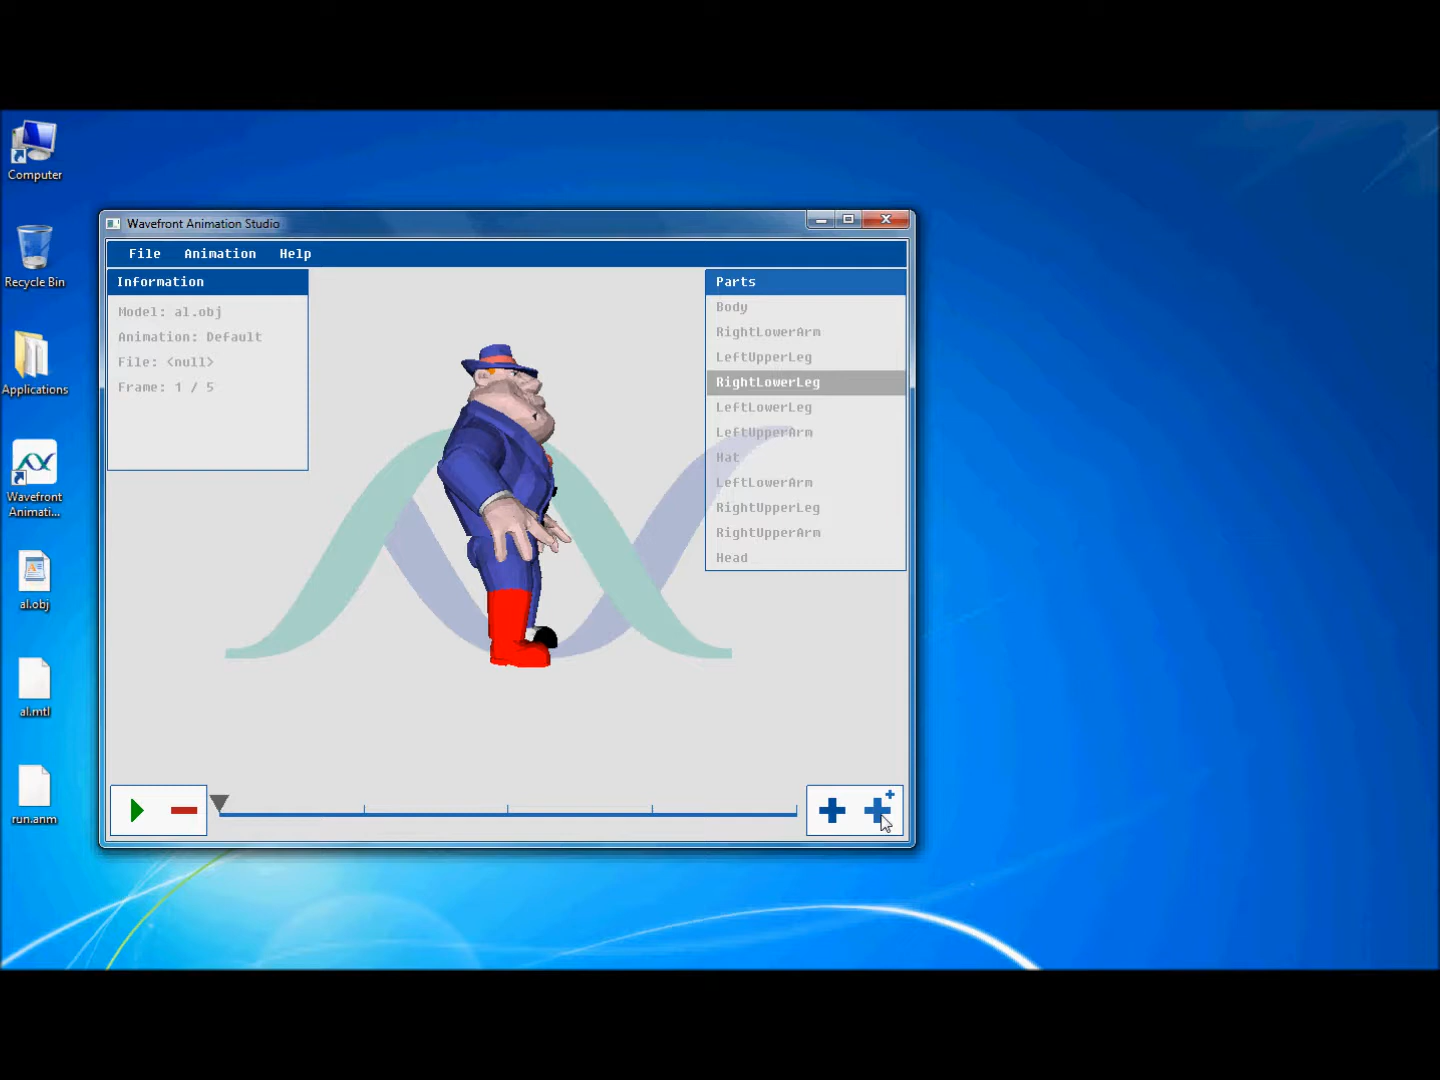 Computer
Recycle Bin
Applications
Wavefront
Animati...
al.obj
al.mtl
run.anm
Wavefront Animation Studio
File Animation Help
Information
Model: al.obj
Animation: Default
File: <null>
Frame: 1 / 5
Parts
Body
RightLowerArm
LeftUpperLeg
RightLowerLeg
LeftLowerLeg
LeftUpperArm
Hat
LeftLowerArm
RightUpperLeg
RightUpperArm
Head